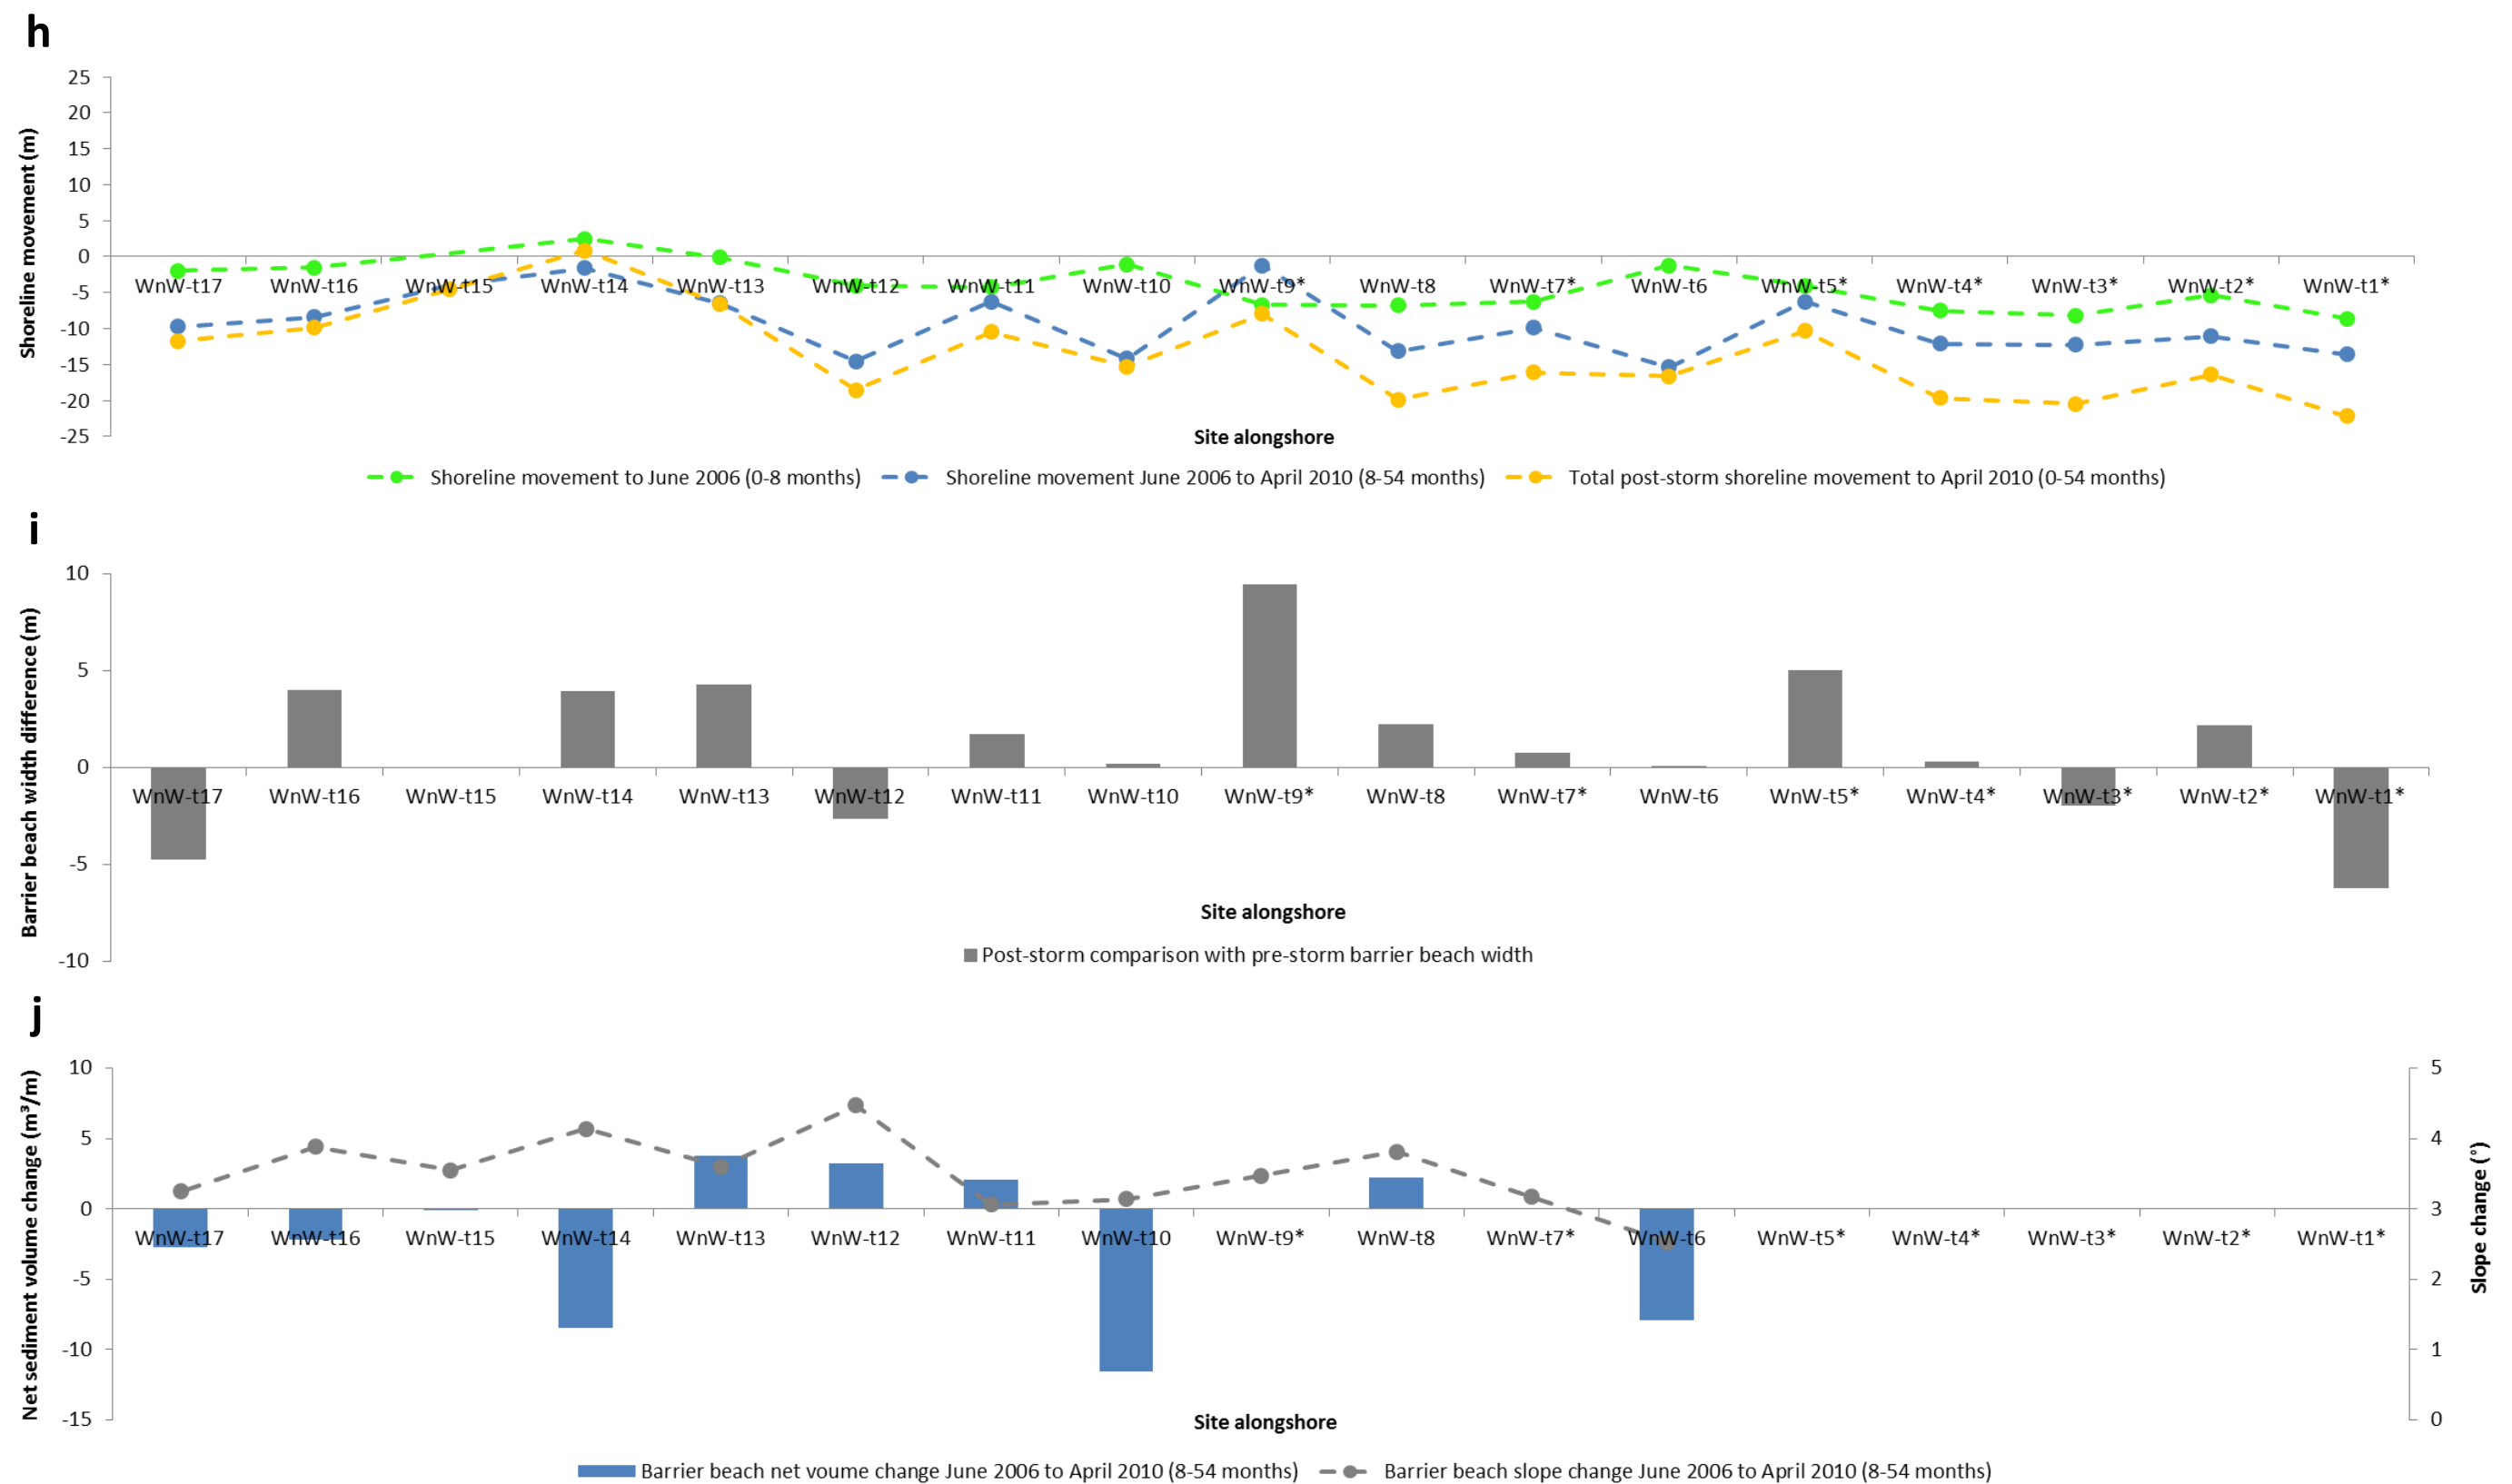 h
25
20
15
10
5
0
-5
-10
-15
-20
-25
Shoreline movement (m)
WnW-t17 WnW-t16 WnW-t15 WnW-t14 WnW-t13 WnW-t12 WnW-t11 WnW-t10 WnW-t9* WnW-t8 WnW-t7* WnW-t6 WnW-t5* WnW-t4* WnW-t3* WnW-t2* WnW-t1*
Site alongshore
Shoreline movement to June 2006 (0-8 months) Shoreline movement June 2006 to April 2010 (8-54 months) Total post-storm shoreline movement to April 2010 (0-54 months)
i
10
5
0
-5
-10
Barrier beach width difference (m)
WnW-t17 WnW-t16 WnW-t15 WnW-t14 WnW-t13 WnW-t12 WnW-t11 WnW-t10 WnW-t9* WnW-t8 WnW-t7* WnW-t6 WnW-t5* WnW-t4* WnW-t3* WnW-t2* WnW-t1*
Site alongshore
Post-storm comparison with pre-storm barrier beach width
j
10
5
0
-5
-10
-15
Net sediment volume change (m³/m)
WnW-t17 WnW-t16 WnW-t15 WnW-t14 WnW-t13 WnW-t12 WnW-t11 WnW-t10 WnW-t9* WnW-t8 WnW-t7* WnW-t6 WnW-t5* WnW-t4* WnW-t3* WnW-t2* WnW-t1*
5
4
3
2
1
0
Slope change (°)
Site alongshore
Barrier beach net voume change June 2006 to April 2010 (8-54 months) Barrier beach slope change June 2006 to April 2010 (8-54 months)